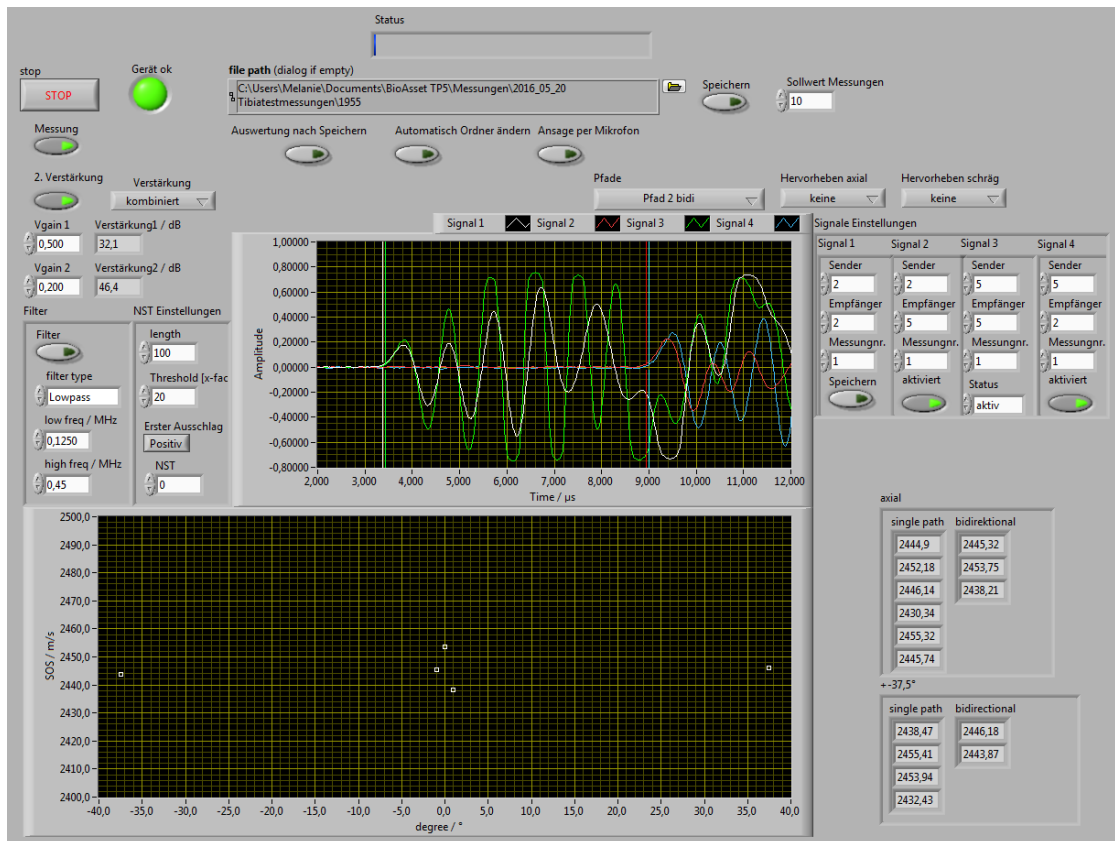 Status
stop
Gerät ok
file path (dialog if empty)
STOP
C:\Users\Melanie\Documents\BioAsset TP5\Messungen\2016_05_20
Tibiatestmessungen\1955
Speichern
Sollwert Messungen
10
Messung
Auswertung nach Speichern
Automatisch Ordner ändern
Ansage per Mikrofon
2. Verstärkung
Verstärkung
kombiniert
Pfade
Pfad 2 bidi
Hervorheben axial
keine
Hervorheben schräg
keine
Vgain 1
Verstärkung1 / dB
0,500
32,1
Vgain 2
Verstärkung2 / dB
0,200
46,4
Filter
NST Einstellungen
Filter
length
100
filter type
Threshold [x-fac
Lowpass
20
low freq / MHz
0,1250
Erster Ausschlag
Positiv
high freq / MHz
0,45
NST
0
Signal 1
Signal 2
Signal 3
Signal 4
1,00000
0,80000
0,60000
0,40000
0,20000
0,00000
-0,20000
-0,40000
-0,60000
-0,80000
Amplitude
2,000 3,000 4,000 5,000 6,000 7,000 8,000 9,000 10,000 11,000 12,000
Time / µs
Signale Einstellungen
Signal 1 Signal 2 Signal 3 Signal 4
Sender Sender Sender Sender
2 2 5 5
Empfänger Empfänger Empfänger Empfänger
2 5 5 2
Messungnr. Messungnr. Messungnr. Messungnr.
1 1 1 1
Speichern aktiviert Status aktiviert
aktiv
2500,0
2490,0
2480,0
2470,0
2460,0
2450,0
2440,0
2430,0
2420,0
2410,0
2400,0
SOS / m/s
-40,0 -35,0 -30,0 -25,0 -20,0 -15,0 -10,0 -5,0 0,0 5,0 10,0 15,0 20,0 25,0 30,0 35,0 40,0
degree / °
axial
single path bidirektional
2444,9 2445,32
2452,18 2453,75
2446,14 2438,21
2430,34
2455,32
2445,74
+-37,5°
single path bidirectional
2438,47 2446,18
2455,41 2443,87
2453,94
2432,43